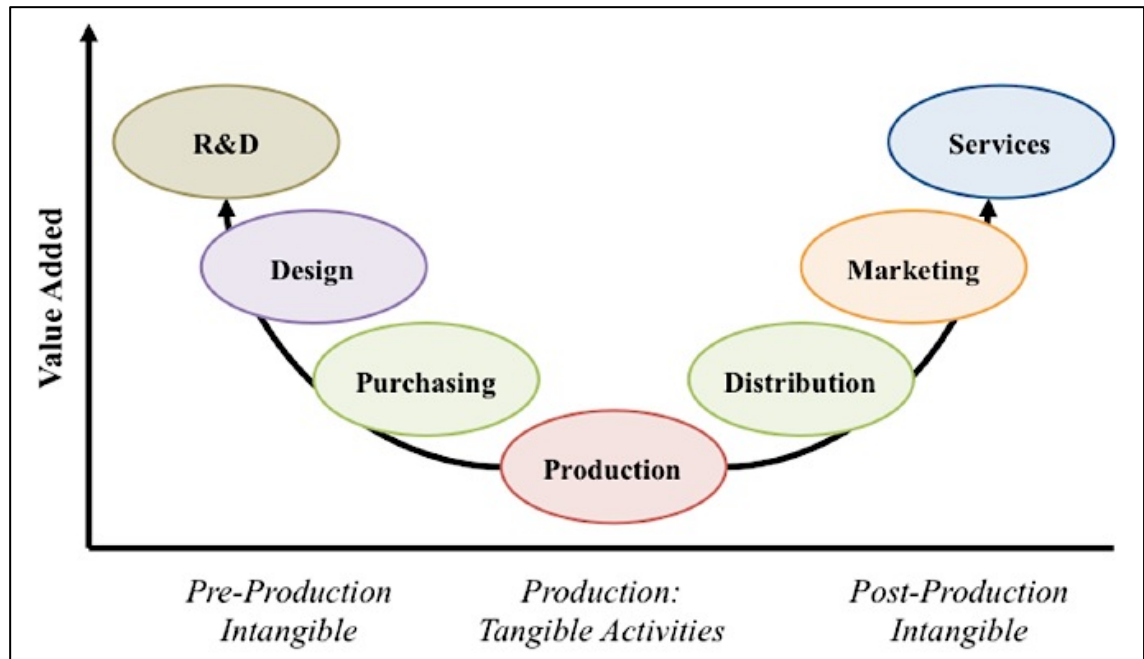 Value Added
R&D
Services
Design
Marketing
Purchasing
Distribution
Production
Pre-Production
Intangible
Production:
Tangible Activities
Post-Production
Intangible